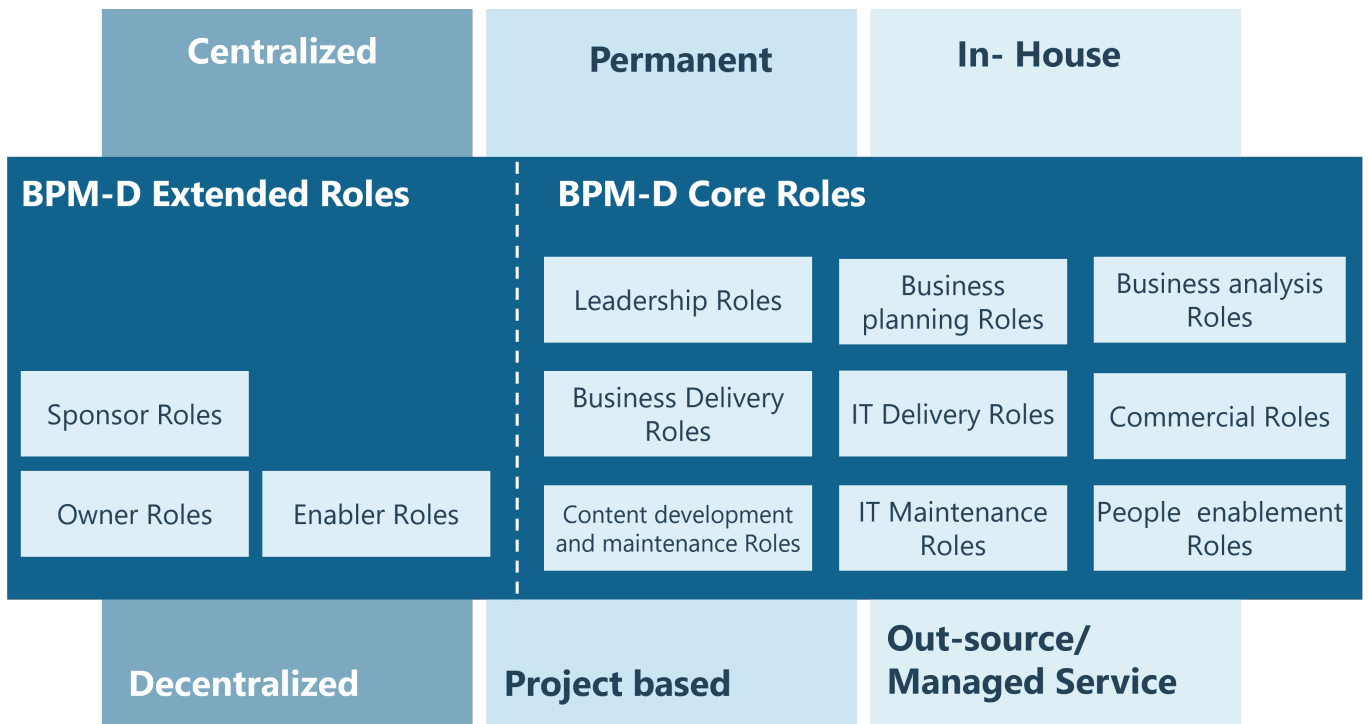 Centralized
Permanent
In- House
BPM-D Extended Roles
BPM-D Core Roles
Leadership Roles
Business
planning Roles
Business analysis
Roles
Sponsor Roles
Business Delivery
Roles
IT Delivery Roles
Commercial Roles
Owner Roles
Enabler Roles
Content development
and maintenance Roles
IT Maintenance
Roles
People  enablement
Roles
Decentralized
Project based
Out-source/
Managed Service